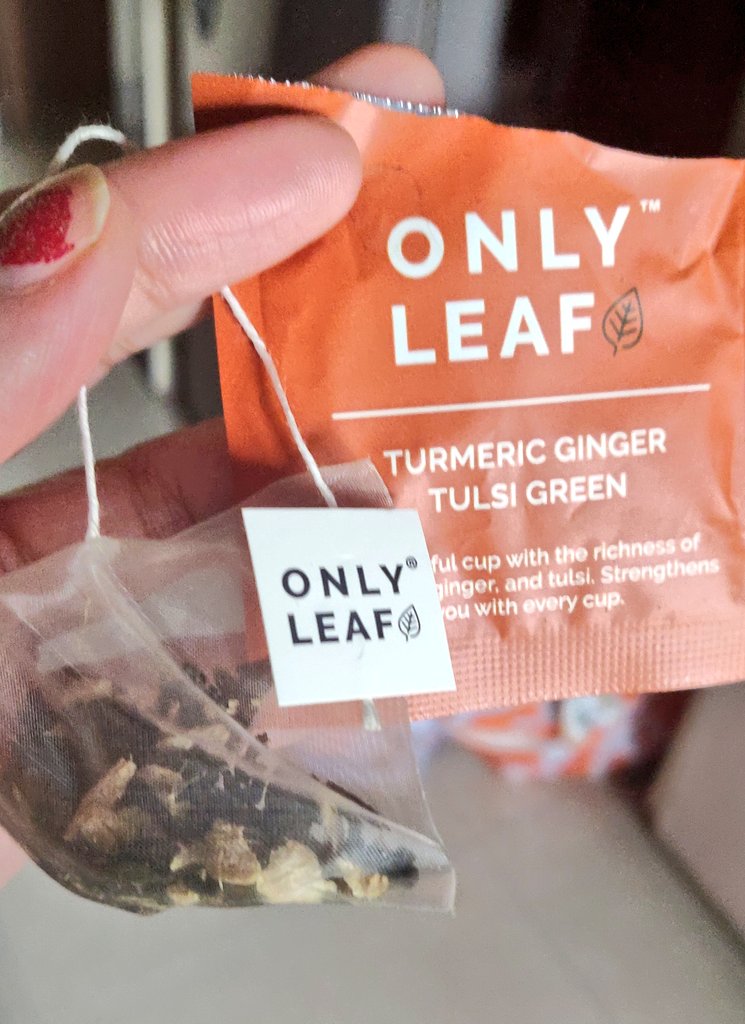 ONLY™
LEAF
TURMERIC GINGER
TULSI GREEN
ful cup with the richness of
ginger, and tulsi. Strengthens
you with every cup.
ONLY®
LEAF